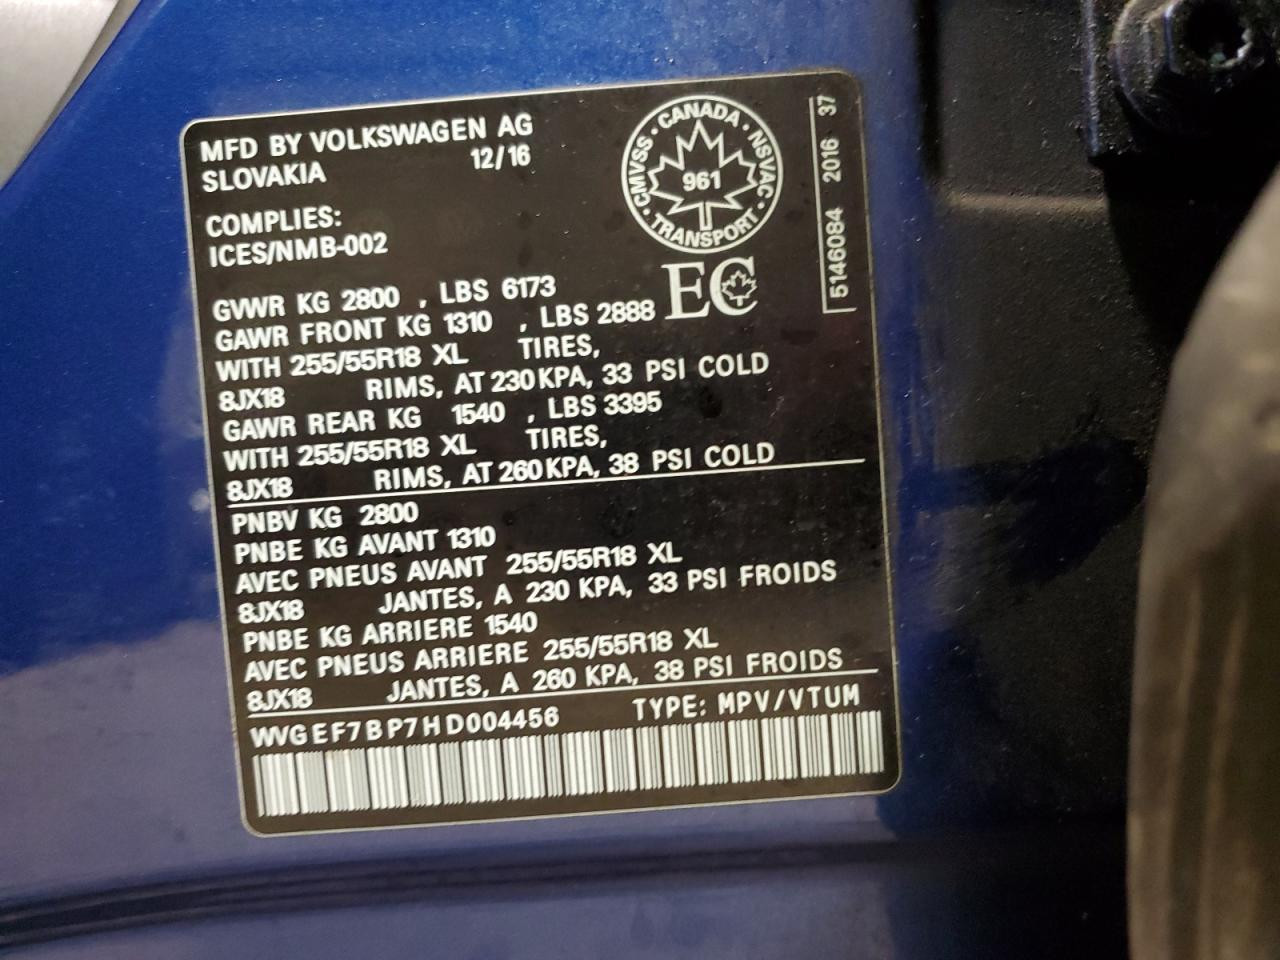 MFD BY VOLKSWAGEN AG
SLOVAKIA 12/16
COMPLIES:
ICES/NMB-002
CMVSS · CANADA · NSVAC · TRANSPORT ·
961
EC
5146084 2016 37
GVWR KG 2800 , LBS 6173
GAWR FRONT KG 1310 , LBS 2888
WITH 255/55R18 XL TIRES,
8JX18 RIMS, AT 230 KPA, 33 PSI COLD
GAWR REAR KG 1540 , LBS 3395
WITH 255/55R18 XL TIRES,
8JX18 RIMS, AT 260 KPA, 38 PSI COLD
PNBV KG 2800
PNBE KG AVANT 1310
AVEC PNEUS AVANT 255/55R18 XL
8JX18 JANTES, A 230 KPA, 33 PSI FROIDS
PNBE KG ARRIERE 1540
AVEC PNEUS ARRIERE 255/55R18 XL
8JX18 JANTES, A 260 KPA, 38 PSI FROIDS
WVGEF7BP7HD004456 TYPE: MPV/VTUM